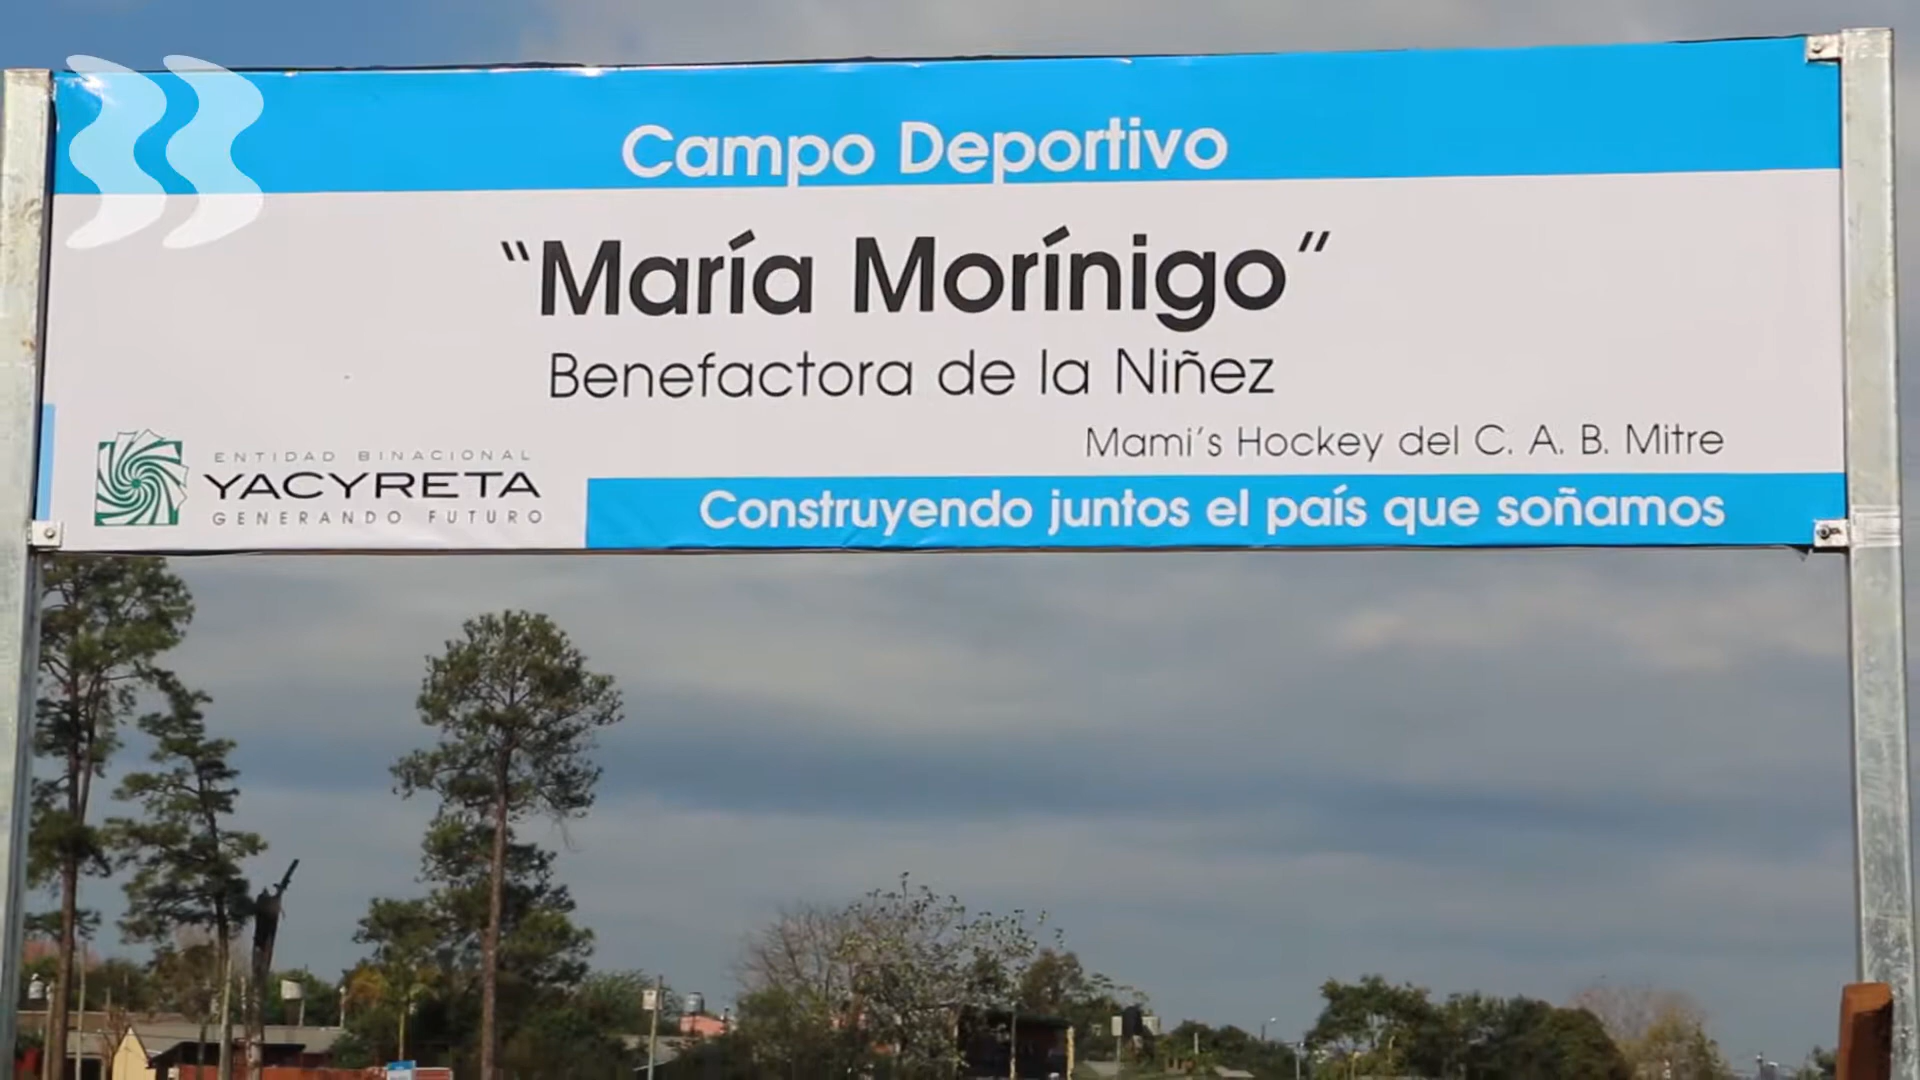 Campo Deportivo
“María Morínigo”
Benefactora de la Niñez
Mami's Hockey del C. A. B. Mitre
ENTIDAD BINACIONAL
YACYRETA
GENERANDO FUTURO
Construyendo juntos el país que soñamos